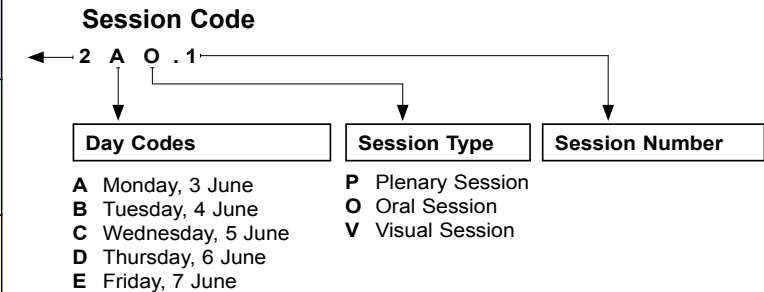 Session Code
2 A O . 1
Day Codes
A Monday, 3 June
B Tuesday, 4 June
C Wednesday, 5 June
D Thursday, 6 June
E Friday, 7 June
Session Type
P Plenary Session
O Oral Session
V Visual Session
Session Number